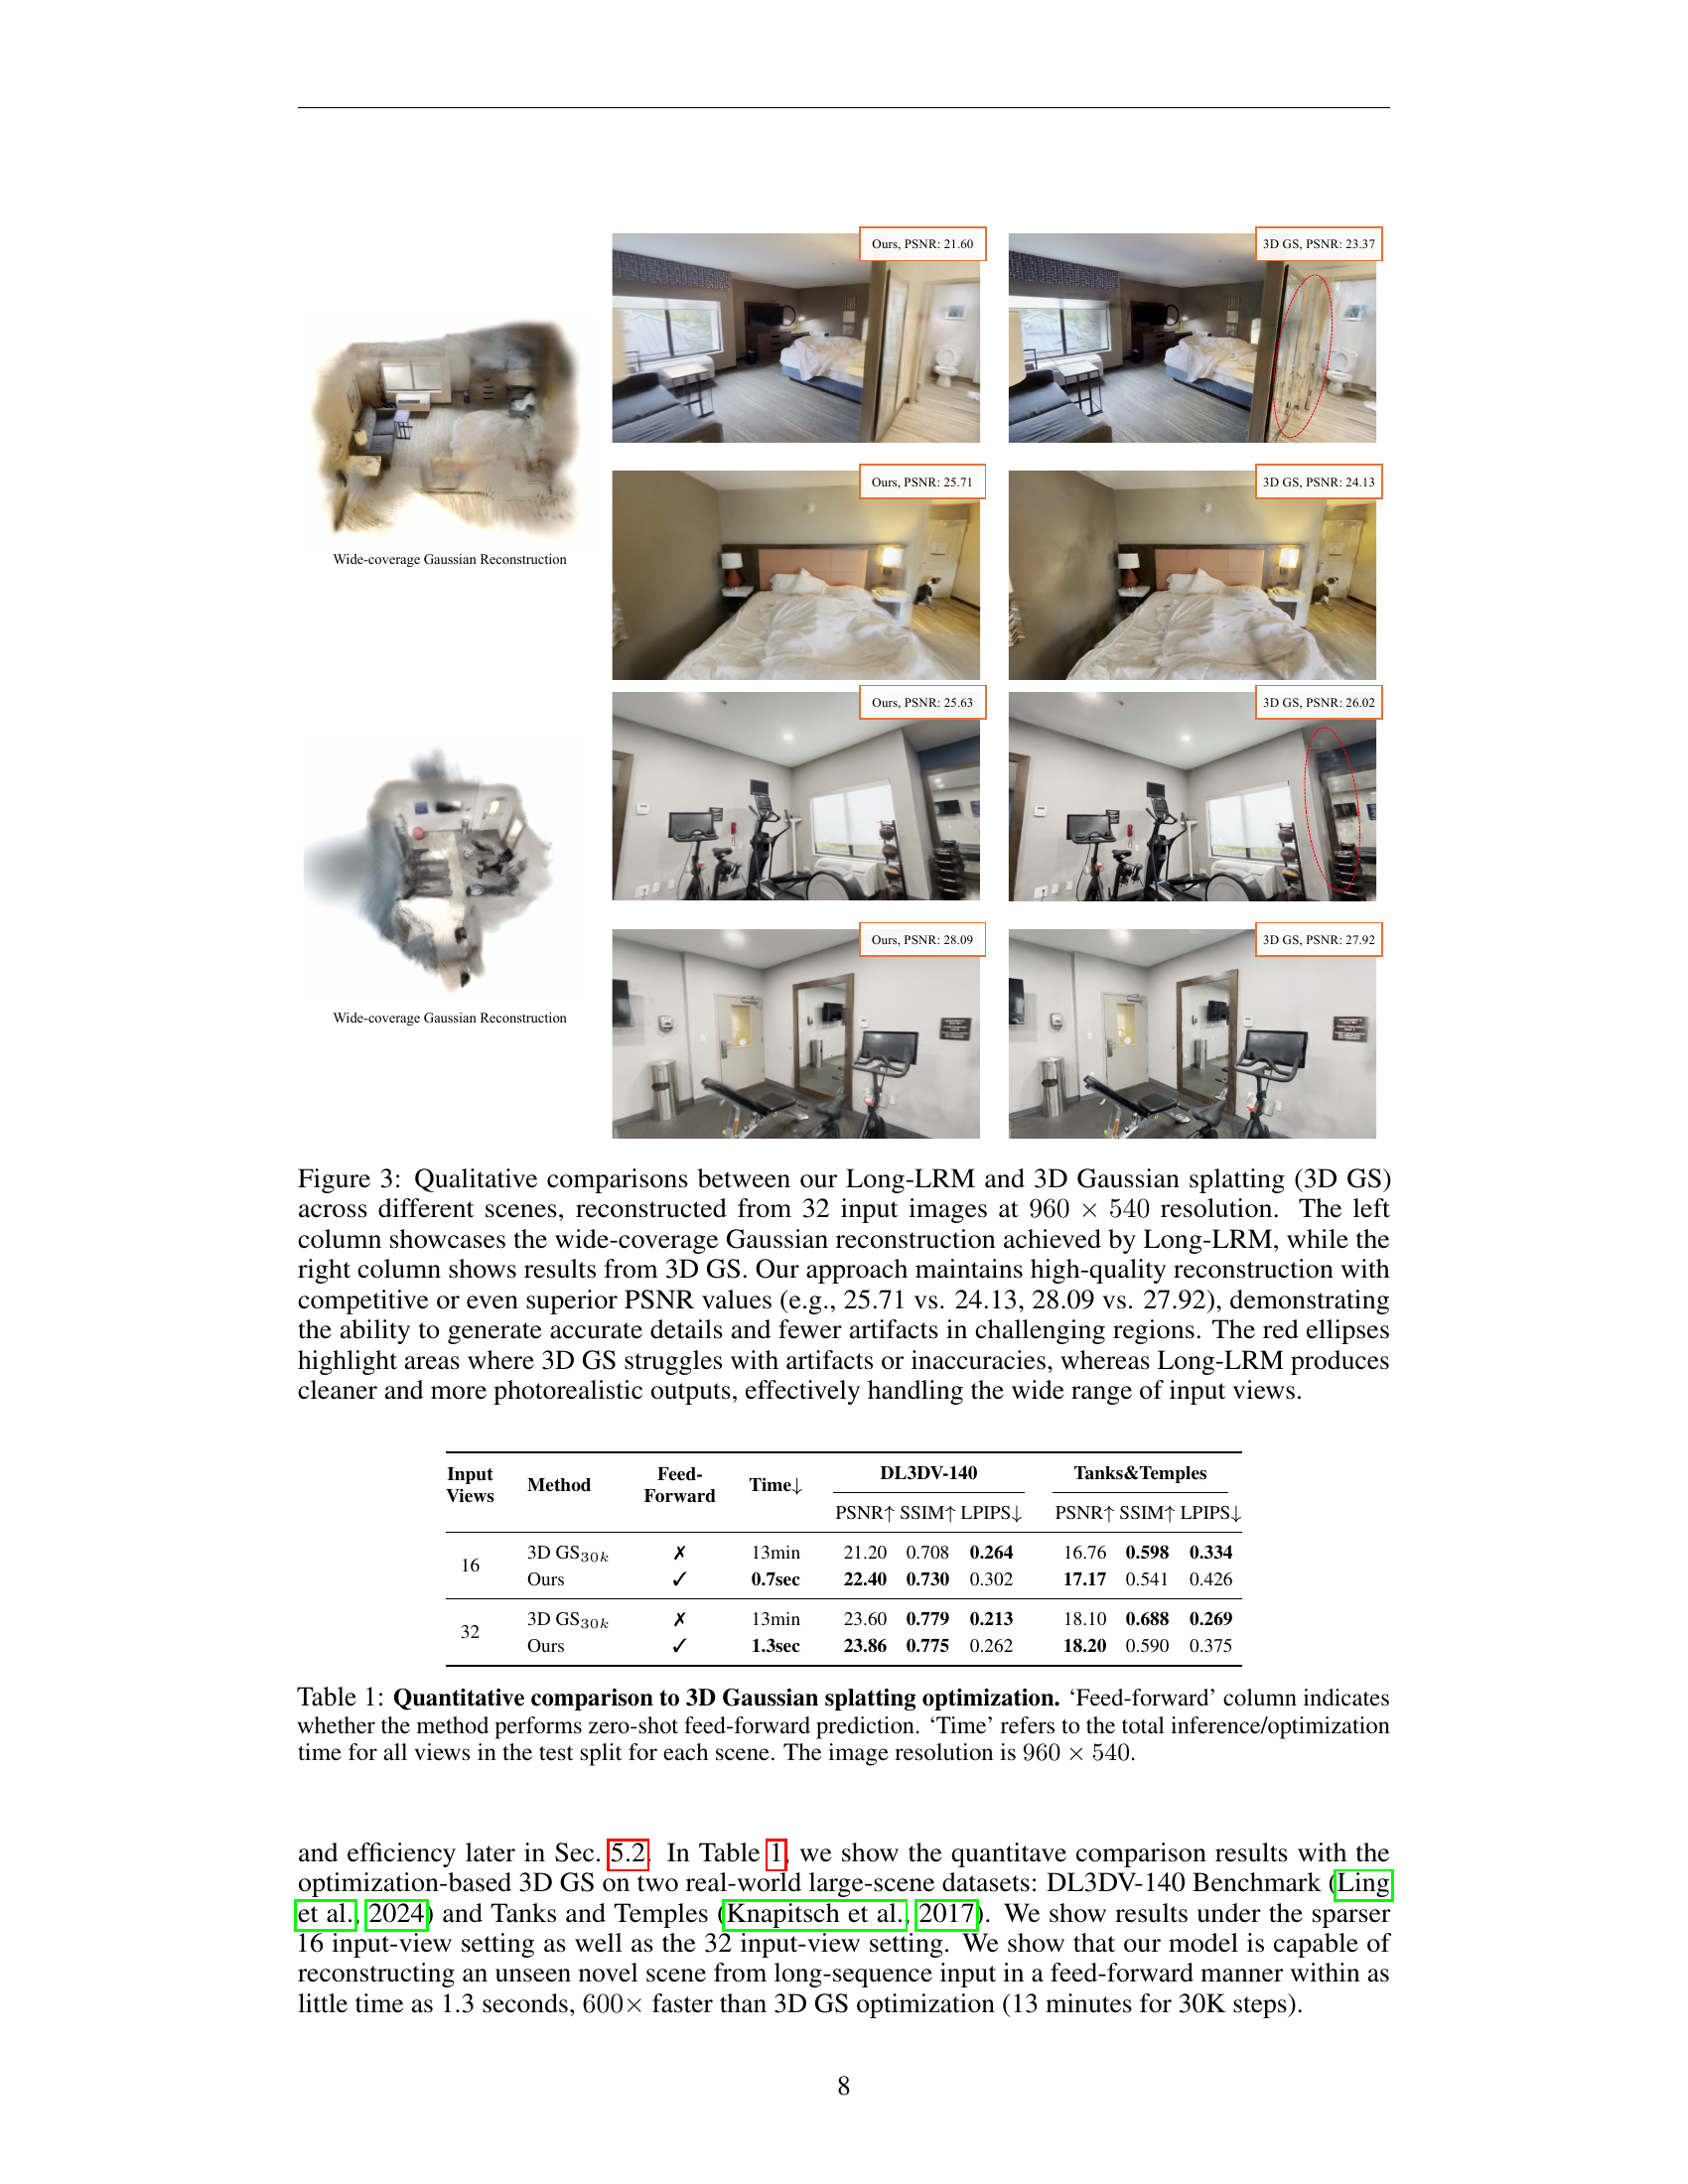 Ours, PSNR: 21.60
3D GS, PSNR: 23.37
Ours, PSNR: 25.71
3D GS, PSNR: 24.13
Wide-coverage Gaussian Reconstruction
Ours, PSNR: 25.63
3D GS, PSNR: 26.02
Ours, PSNR: 28.09
3D GS, PSNR: 27.92
Wide-coverage Gaussian Reconstruction
Figure 3: Qualitative comparisons between our Long-LRM and 3D Gaussian splatting (3D GS)
across different scenes, reconstructed from 32 input images at 960 × 540 resolution. The left
column showcases the wide-coverage Gaussian reconstruction achieved by Long-LRM, while the
right column shows results from 3D GS. Our approach maintains high-quality reconstruction with
competitive or even superior PSNR values (e.g., 25.71 vs. 24.13, 28.09 vs. 27.92), demonstrating
the ability to generate accurate details and fewer artifacts in challenging regions. The red ellipses
highlight areas where 3D GS struggles with artifacts or inaccuracies, whereas Long-LRM produces
cleaner and more photorealistic outputs, effectively handling the wide range of input views.
Input Views Method Feed-Forward Time↓ DL3DV-140 Tanks&Temples
PSNR↑ SSIM↑ LPIPS↓ PSNR↑ SSIM↑ LPIPS↓
16 3D GS30k ✗ 13min 21.20 0.708 0.264 16.76 0.598 0.334
Ours ✓ 0.7sec 22.40 0.730 0.302 17.17 0.541 0.426
32 3D GS30k ✗ 13min 23.60 0.779 0.213 18.10 0.688 0.269
Ours ✓ 1.3sec 23.86 0.775 0.262 18.20 0.590 0.375
Table 1: Quantitative comparison to 3D Gaussian splatting optimization. ‘Feed-forward’ column indicates
whether the method performs zero-shot feed-forward prediction. ‘Time’ refers to the total inference/optimization
time for all views in the test split for each scene. The image resolution is 960 × 540.
and efficiency later in Sec. 5.2. In Table 1, we show the quantitave comparison results with the
optimization-based 3D GS on two real-world large-scene datasets: DL3DV-140 Benchmark (Ling
et al., 2024) and Tanks and Temples (Knapitsch et al., 2017). We show results under the sparser
16 input-view setting as well as the 32 input-view setting. We show that our model is capable of
reconstructing an unseen novel scene from long-sequence input in a feed-forward manner within as
little time as 1.3 seconds, 600× faster than 3D GS optimization (13 minutes for 30K steps).
8